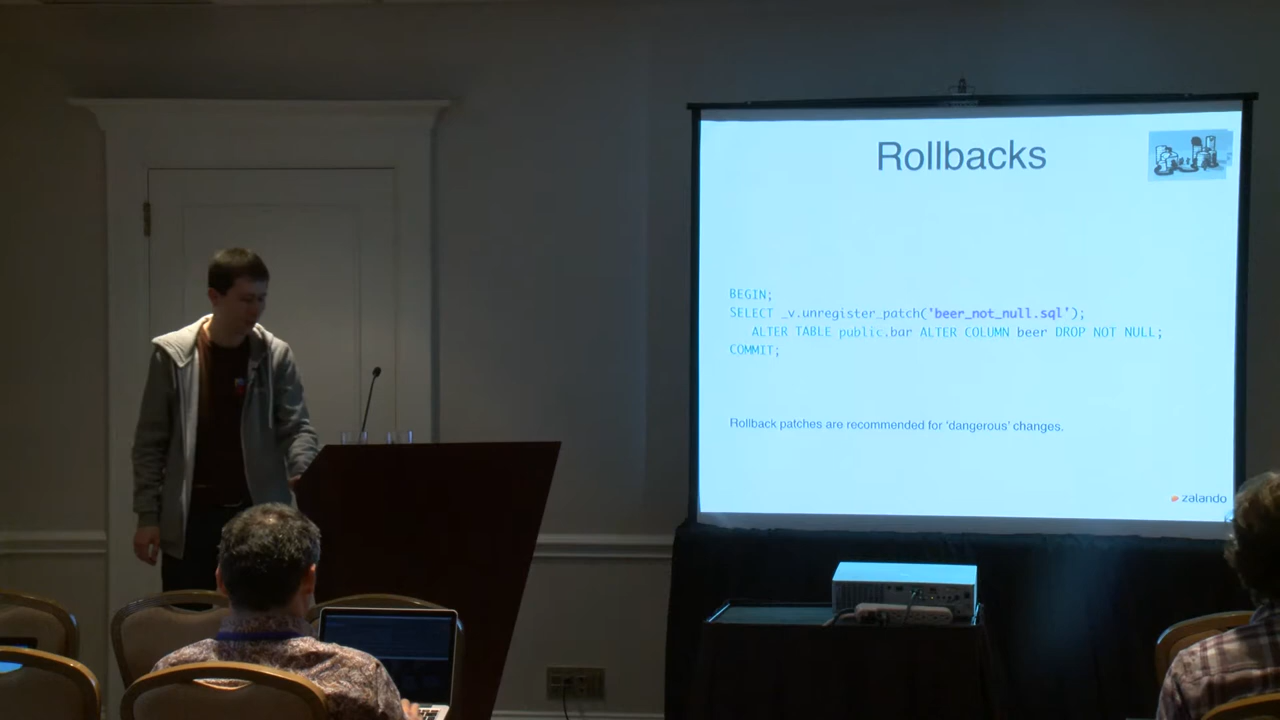 Rollbacks
BEGIN;
SELECT _v.unregister_patch('beer_not_null.sql');
ALTER TABLE public.bar ALTER COLUMN beer DROP NOT NULL;
COMMIT;
Rollback patches are recommended for 'dangerous' changes.
zalando